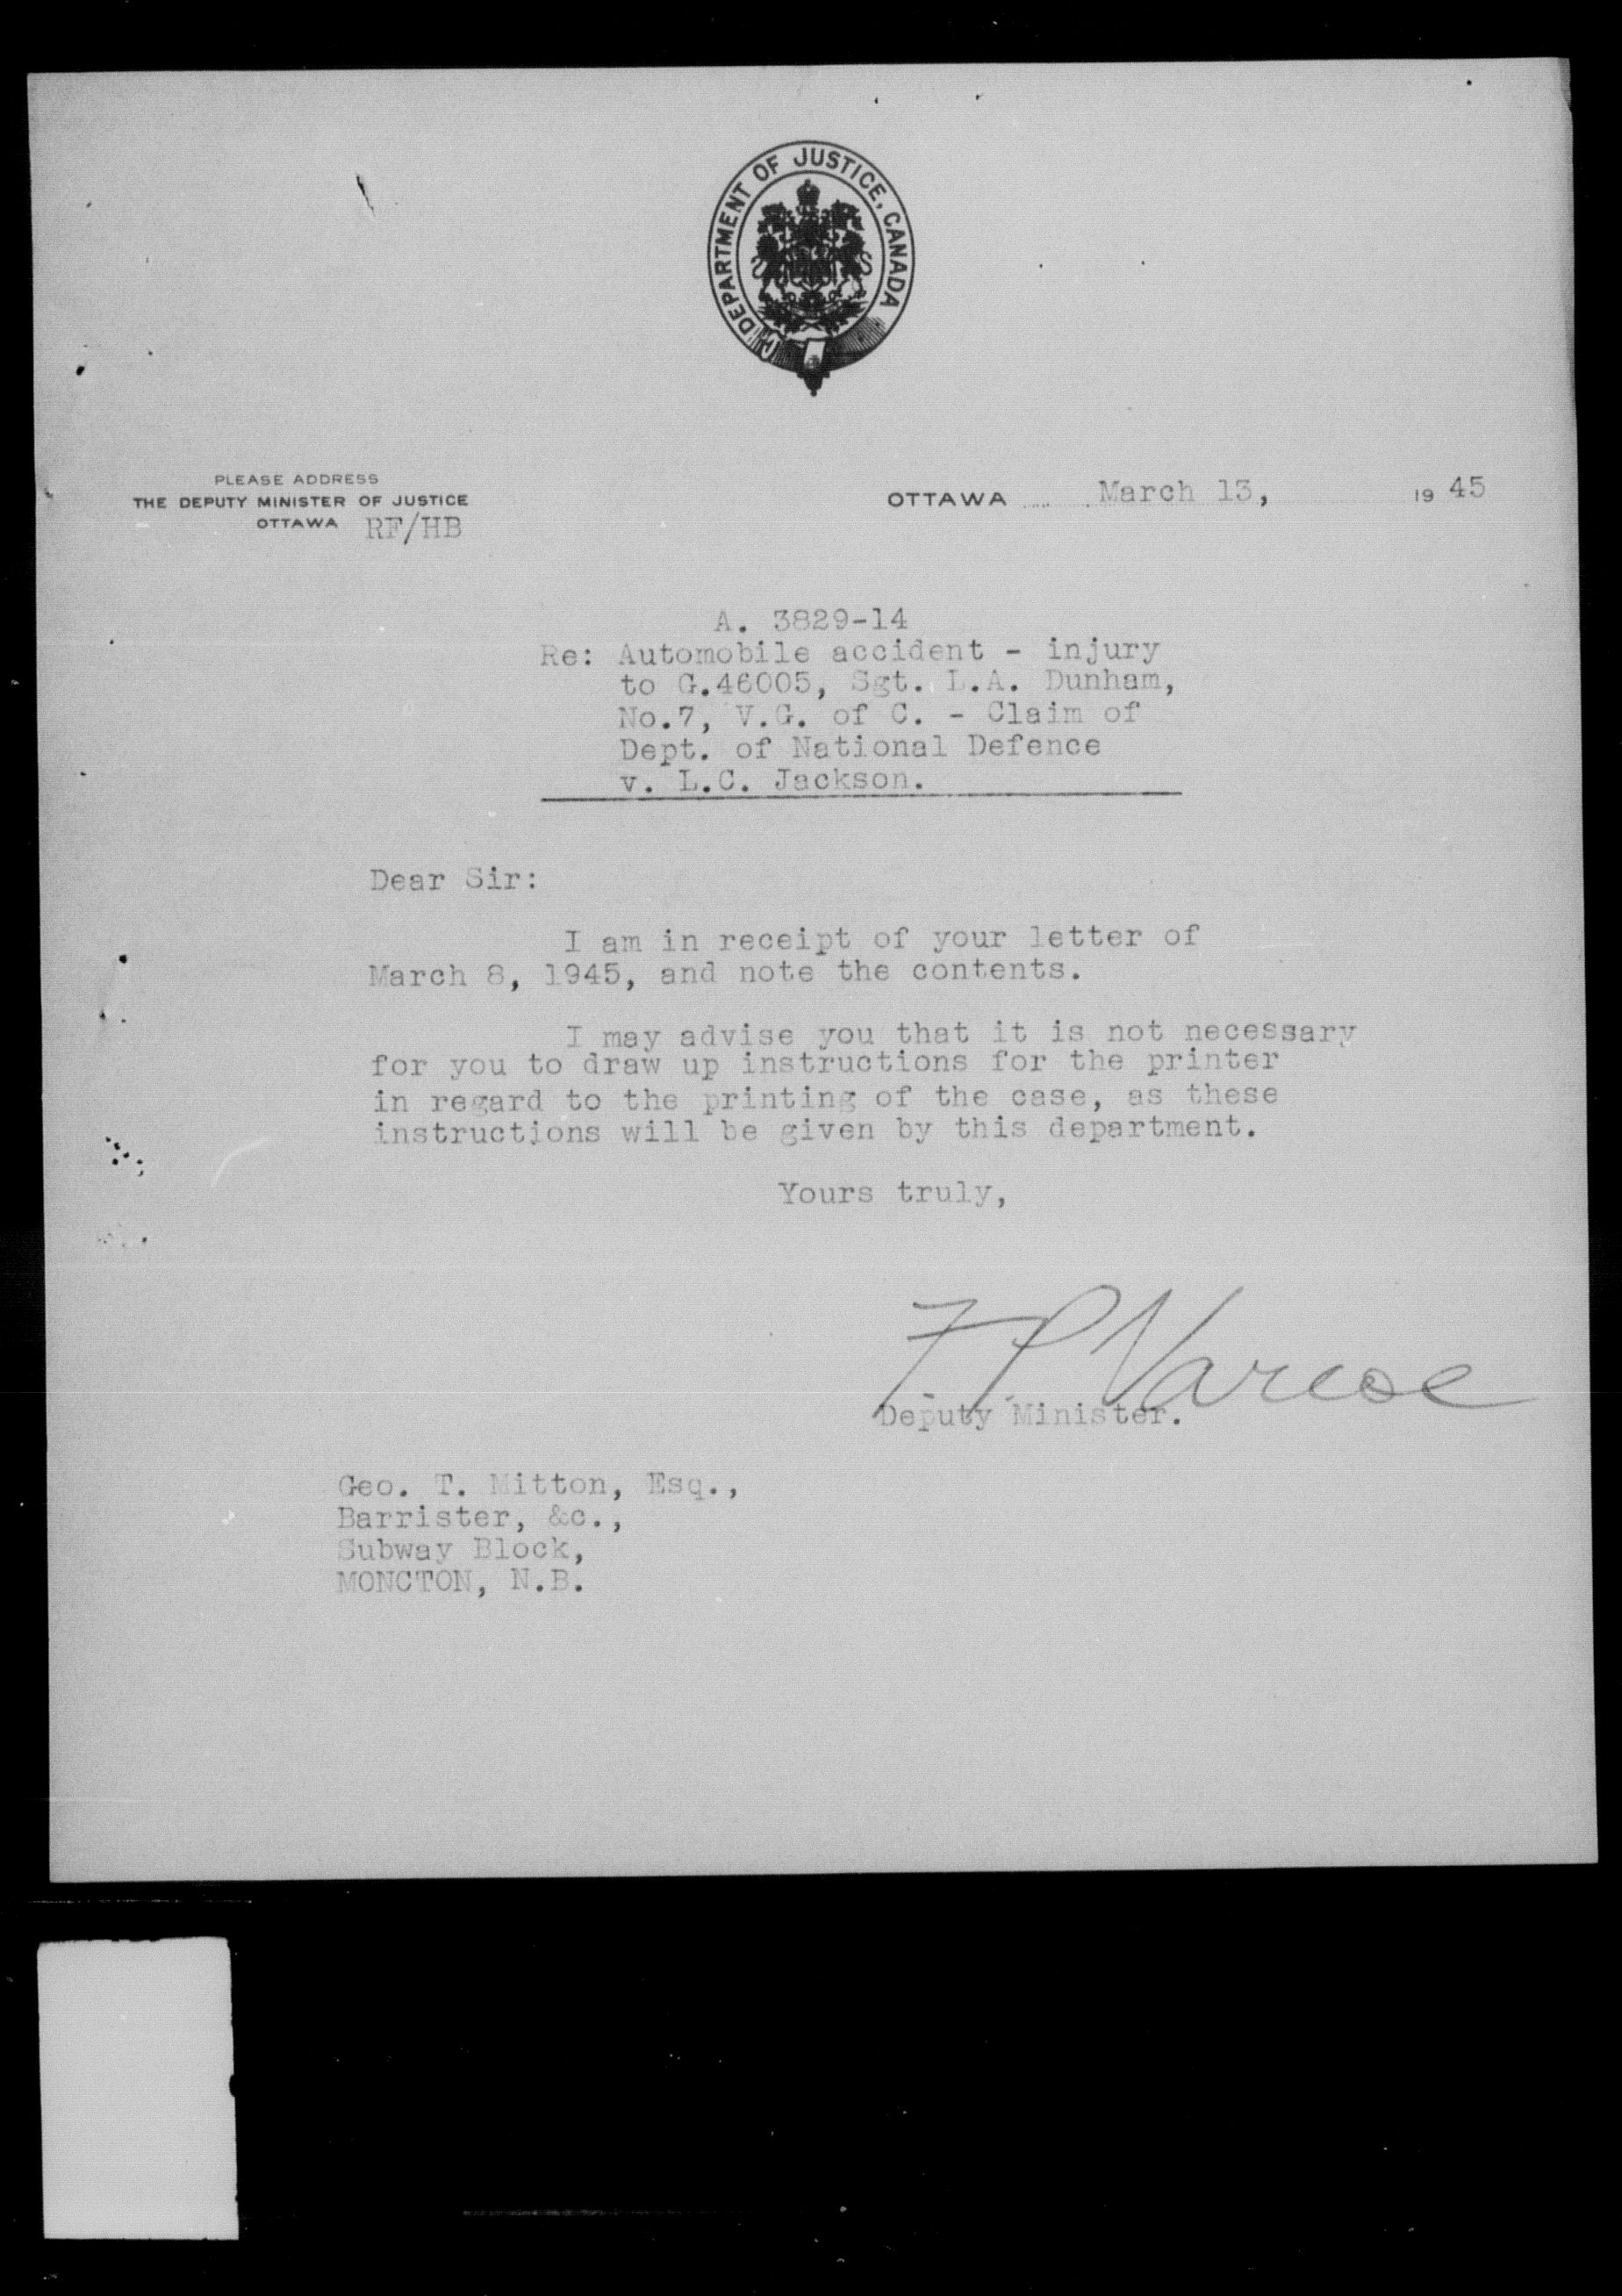 DEPARTMENT OF JUSTICE, CANADA
PLEASE ADDRESS
THE DEPUTY MINISTER OF JUSTICE
OTTAWA RF/HB
OTTAWA March 13, 19 45
A. 3829-14
Re: Automobile accident - injury
to G.46005, Sgt. L.A. Dunham,
No.7, V.G. of C. - Claim of
Dept. of National Defence
v. L.C. Jackson.
Dear Sir:
I am in receipt of your letter of
March 8, 1945, and note the contents.
I may advise you that it is not necessary
for you to draw up instructions for the printer
in regard to the printing of the case, as these
instructions will be given by this department.
Yours truly,
F P Varcoe
Deputy Minister.
Geo. T. Mitton, Esq.,
Barrister, &c.,
Subway Block,
MONCTON, N.B.